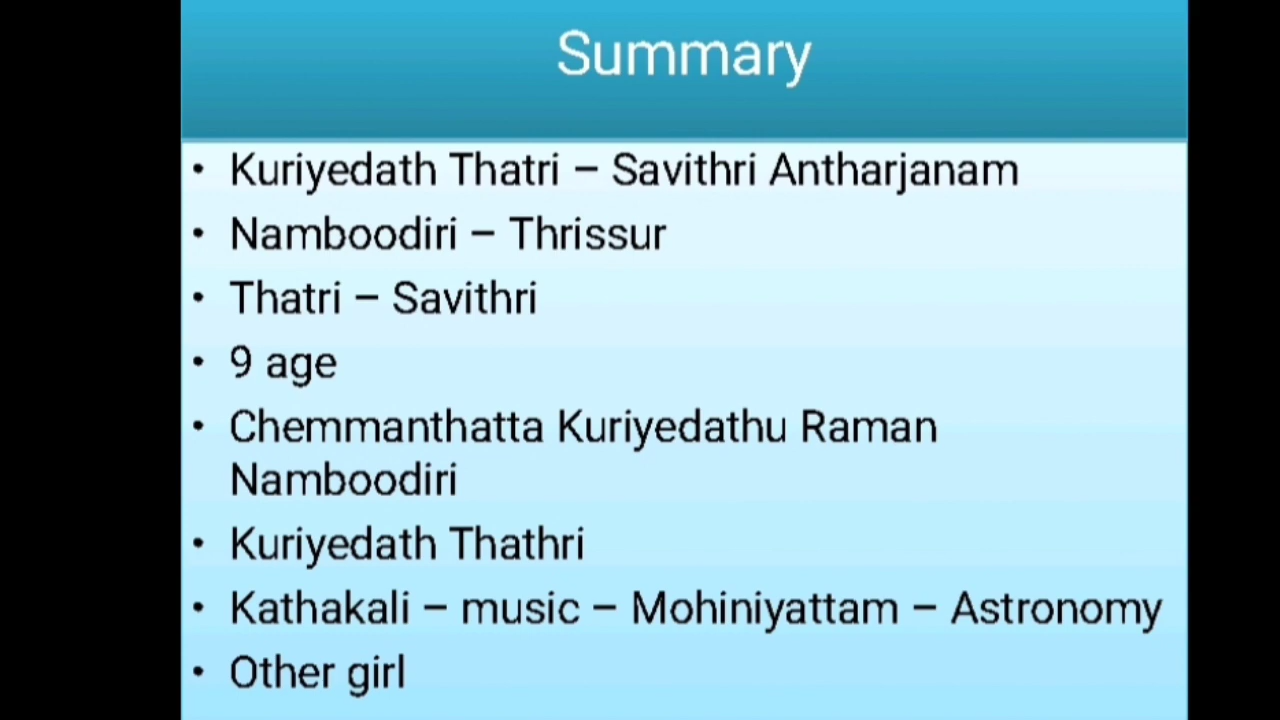 Summary
• Kuriyedath Thatri – Savithri Antharjanam
• Namboodiri – Thrissur
• Thatri – Savithri
• 9 age
• Chemmanthatta Kuriyedathu Raman
Namboodiri
• Kuriyedath Thathri
• Kathakali – music – Mohiniyattam – Astronomy
• Other girl